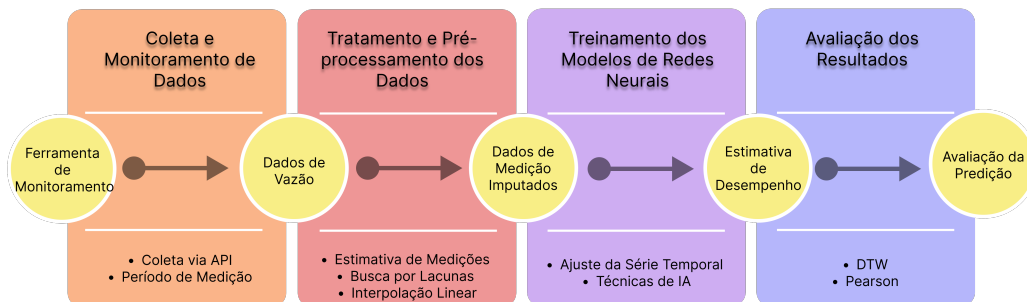 Coleta e
Monitoramento de
Dados
Tratamento e Pré-
processamento dos
Dados
Treinamento dos
Modelos de Redes
Neurais
Avaliação dos
Resultados
Ferramenta
de
Monitoramento
Dados de
Vazão
Dados de
Medição
Imputados
Estimativa
de
Desempenho
Avaliação da
Predição
• Coleta via API
• Período de Medição
• Estimativa de Medições
• Busca por Lacunas
• Interpolação Linear
• Ajuste da Série Temporal
• Técnicas de IA
• DTW
• Pearson